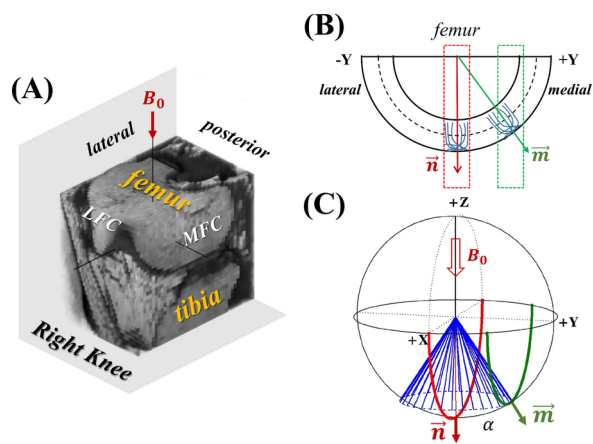 (A)
B₀
lateral
posterior
femur
LFC
MFC
tibia
Right Knee
(B)
femur
-Y
+Y
lateral
medial
n
m
(C)
+Z
B₀
+Y
+X
α
n
m